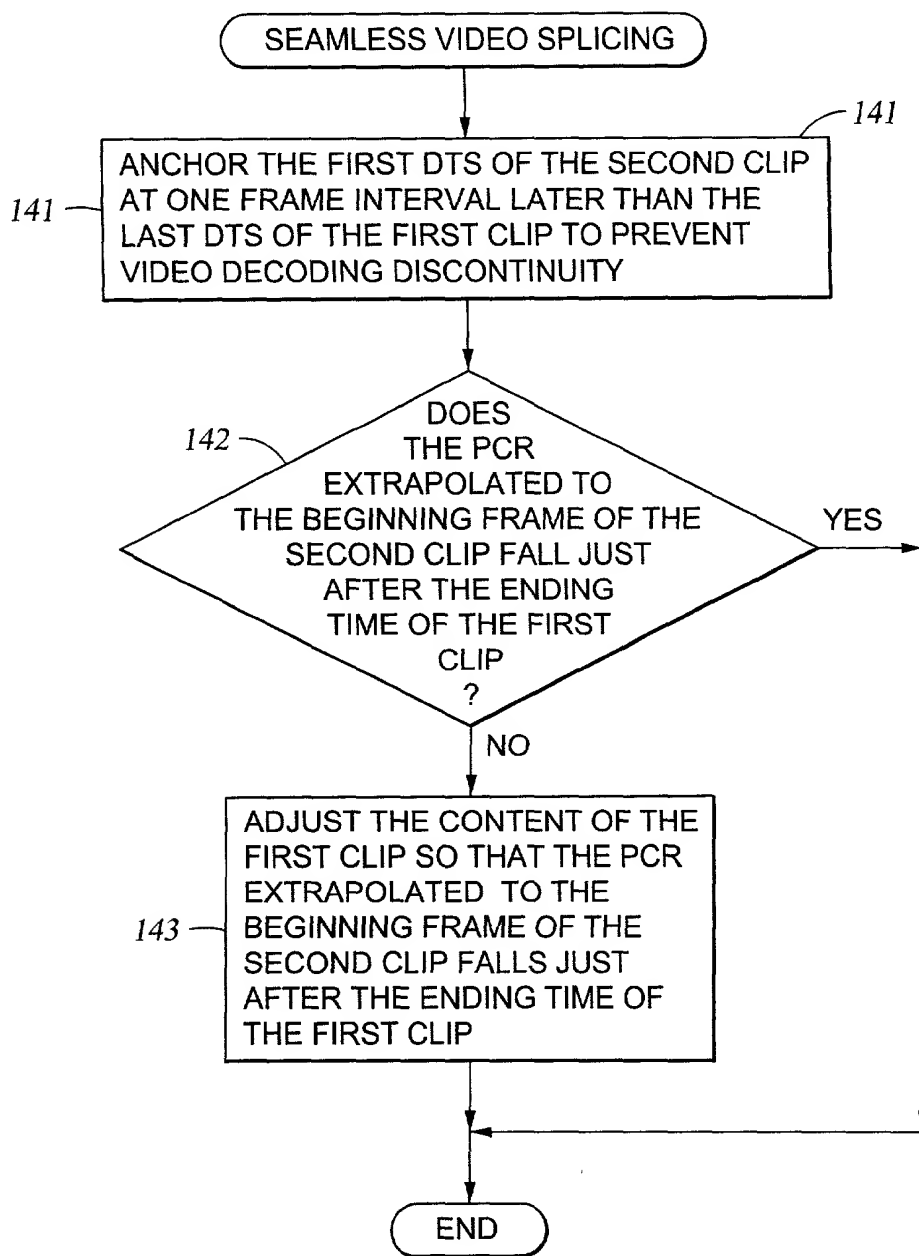 SEAMLESS VIDEO SPLICING
141
ANCHOR THE FIRST DTS OF THE SECOND CLIP
AT ONE FRAME INTERVAL LATER THAN THE
LAST DTS OF THE FIRST CLIP TO PREVENT
VIDEO DECODING DISCONTINUITY
141
142
DOES
THE PCR
EXTRAPOLATED TO
THE BEGINNING FRAME OF THE
SECOND CLIP FALL JUST
AFTER THE ENDING
TIME OF THE FIRST
CLIP
?
YES
NO
143
ADJUST THE CONTENT OF THE
FIRST CLIP SO THAT THE PCR
EXTRAPOLATED TO THE
BEGINNING FRAME OF THE
SECOND CLIP FALLS JUST
AFTER THE ENDING TIME OF
THE FIRST CLIP
END